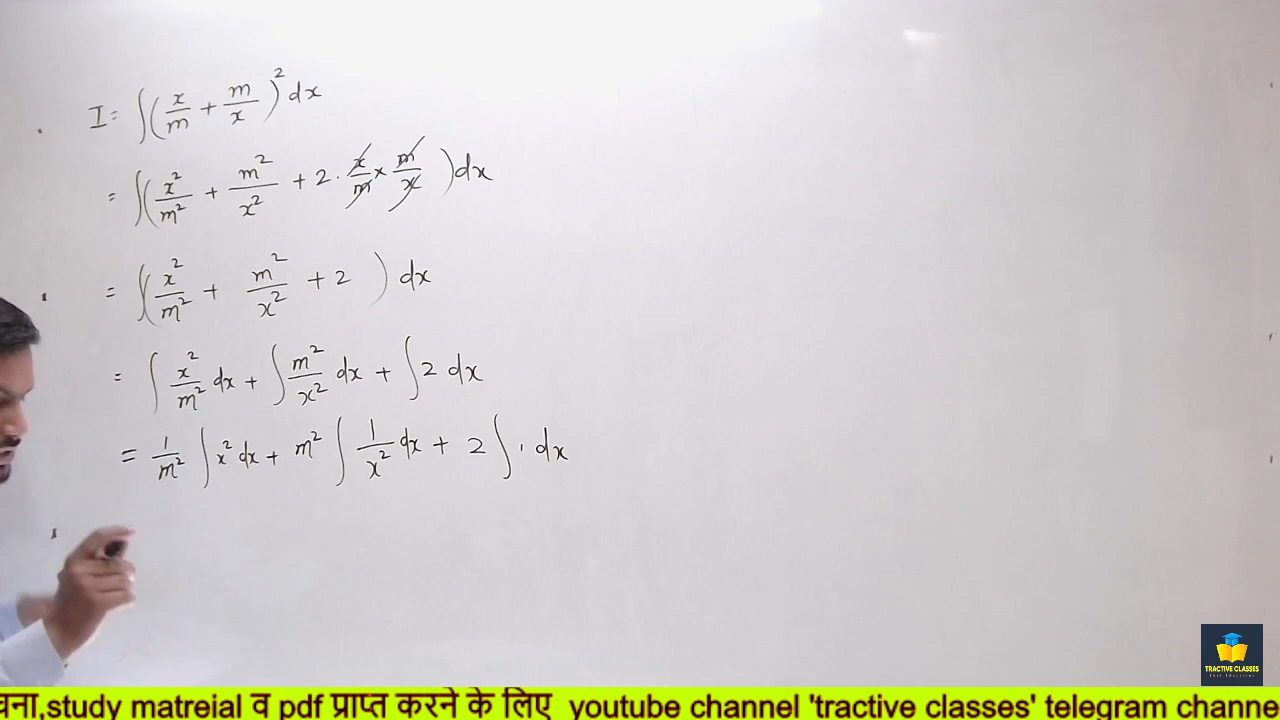 I = ∫(x/m + m/x)² dx
= ∫(x²/m² + m²/x² + 2 · x/m × m/x) dx
= ∫(x²/m² + m²/x² + 2) dx
= ∫ x²/m² dx + ∫ m²/x² dx + ∫ 2 dx
= 1/m² ∫ x² dx + m² ∫ 1/x² dx + 2 ∫ 1 dx
TRACTIVE CLASSES
study matreial व pdf प्राप्त करने के लिए youtube channel 'tractive classes' telegram channe